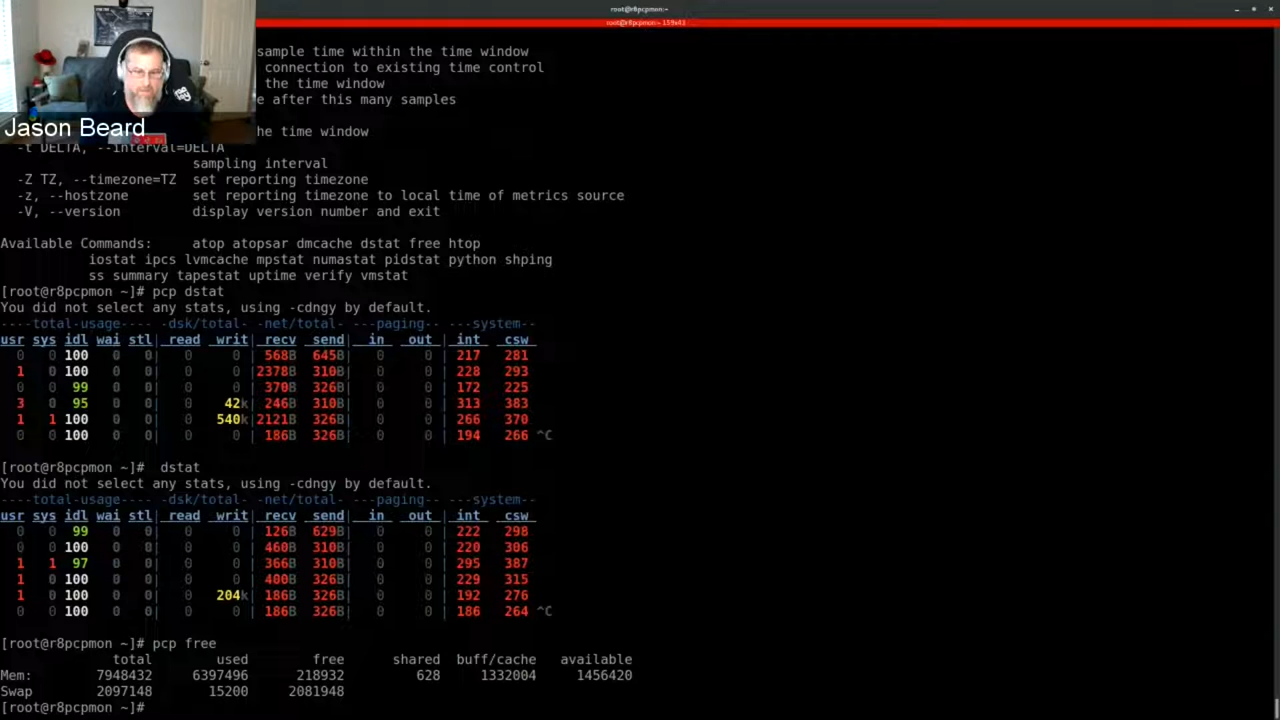 root@r8pcpmon:~
root@r8pcpmon:~ 159x43
sample time within the time window
connection to existing time control
the time window
e after this many samples
Jason Beard
he time window
-t DELTA, --interval=DELTA
sampling interval
-Z TZ, --timezone=TZ set reporting timezone
-z, --hostzone set reporting timezone to local time of metrics source
-V, --version display version number and exit
Available Commands: atop atopsar dmcache dstat free htop
iostat ipcs lvmcache mpstat numastat pidstat python shping
ss summary tapestat uptime verify vmstat
[root@r8pcpmon ~]# pcp dstat
You did not select any stats, using -cdngy by default.
----total-usage---- -dsk/total- -net/total- ---paging-- ---system--
usr sys idl wai stl| read writ| recv send| in out | int csw
0 0 100 0 0| 0 0 | 568B 645B| 0 0 | 217 281
1 0 100 0 0| 0 0 |2378B 310B| 0 0 | 228 293
0 0 99 0 0| 0 0 | 370B 326B| 0 0 | 172 225
3 0 95 0 0| 0 42k| 246B 310B| 0 0 | 313 383
1 1 100 0 0| 0 540k|2121B 326B| 0 0 | 266 370
0 0 100 0 0| 0 0 | 186B 326B| 0 0 | 194 266 ^C
[root@r8pcpmon ~]# dstat
You did not select any stats, using -cdngy by default.
----total-usage---- -dsk/total- -net/total- ---paging-- ---system--
usr sys idl wai stl| read writ| recv send| in out | int csw
0 0 99 0 0| 0 0 | 126B 629B| 0 0 | 222 298
0 0 100 0 0| 0 0 | 460B 310B| 0 0 | 220 306
1 1 97 0 0| 0 0 | 366B 310B| 0 0 | 295 387
1 0 100 0 0| 0 0 | 400B 326B| 0 0 | 229 315
1 0 100 0 0| 0 204k| 186B 326B| 0 0 | 192 276
0 0 100 0 0| 0 0 | 186B 326B| 0 0 | 186 264 ^C
[root@r8pcpmon ~]# pcp free
total used free shared buff/cache available
Mem: 7948432 6397496 218932 628 1332004 1456420
Swap 2097148 15200 2081948
[root@r8pcpmon ~]#